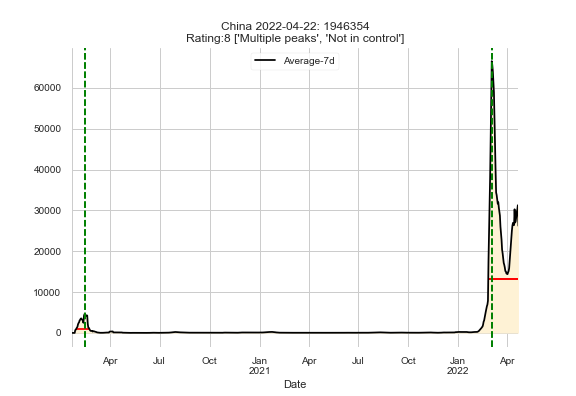 China 2022-04-22: 1946354
Rating:8 ['Multiple peaks', 'Not in control']
Average-7d
60000
50000
40000
30000
20000
10000
0
Apr Jul Oct Jan Apr Jul Oct Jan Apr
2021 2022
Date